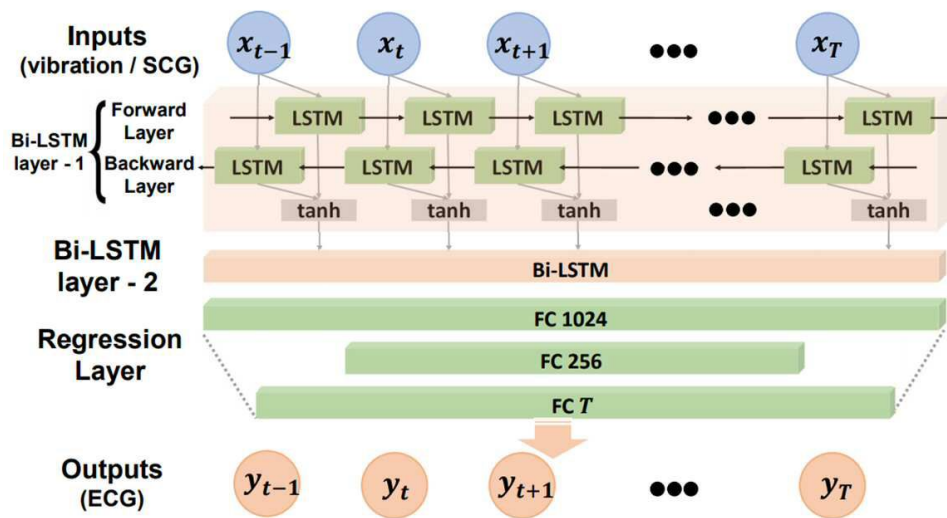 Inputs
(vibration / SCG)
x_{t-1} x_t x_{t+1} ●●● x_T
Bi-LSTM
layer - 1
Forward
Layer
LSTM LSTM LSTM ●●● LSTM
Backward
Layer
LSTM LSTM LSTM ●●● LSTM
tanh tanh tanh ●●● tanh
Bi-LSTM
layer - 2
Bi-LSTM
Regression
Layer
FC 1024
FC 256
FC T
Outputs
(ECG)
y_{t-1} y_t y_{t+1} ●●● y_T